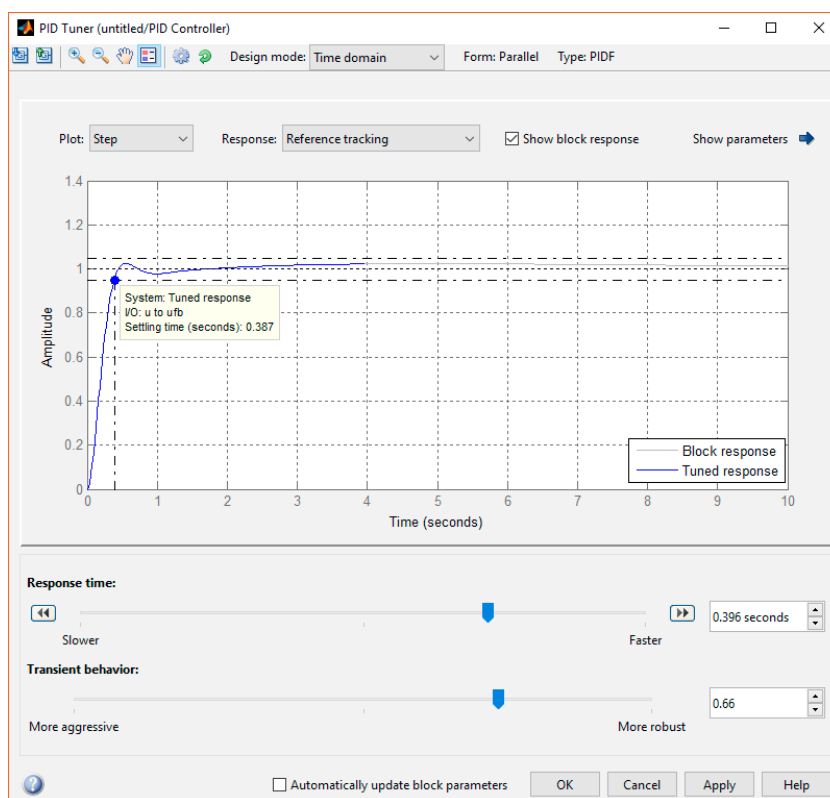 PID Tuner (untitled/PID Controller)
Design mode: Time domain Form: Parallel Type: PIDF
Plot: Step Response: Reference tracking Show block response Show parameters
1.4
1.2
1
0.8
0.6
0.4
0.2
0
Amplitude
System: Tuned response
I/O: u to ufb
Settling time (seconds): 0.387
Block response
Tuned response
0 1 2 3 4 5 6 7 8 9 10
Time (seconds)
Response time:
0.396 seconds
Slower Faster
Transient behavior:
0.66
More aggressive More robust
? Automatically update block parameters OK Cancel Apply Help